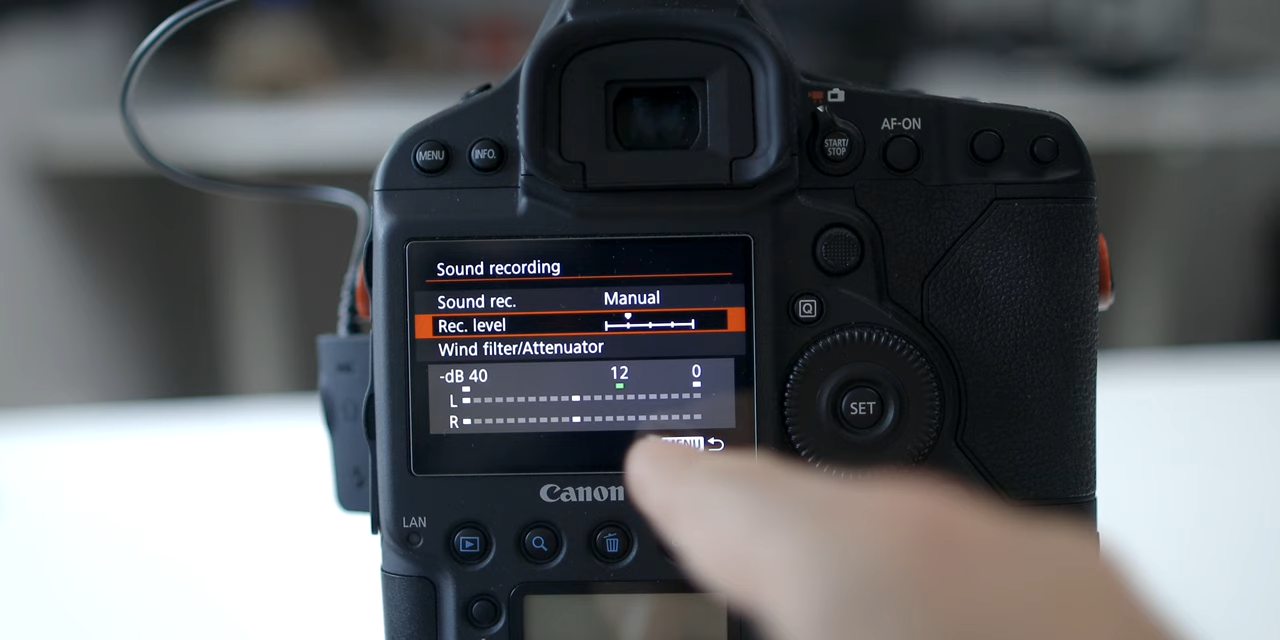 AF-ON
MENU
INFO.
START/
STOP
Sound recording
Sound rec. Manual
Rec. level
Wind filter/Attenuator
-dB 40 12 0
L
R
MENU
Q
SET
Canon
LAN